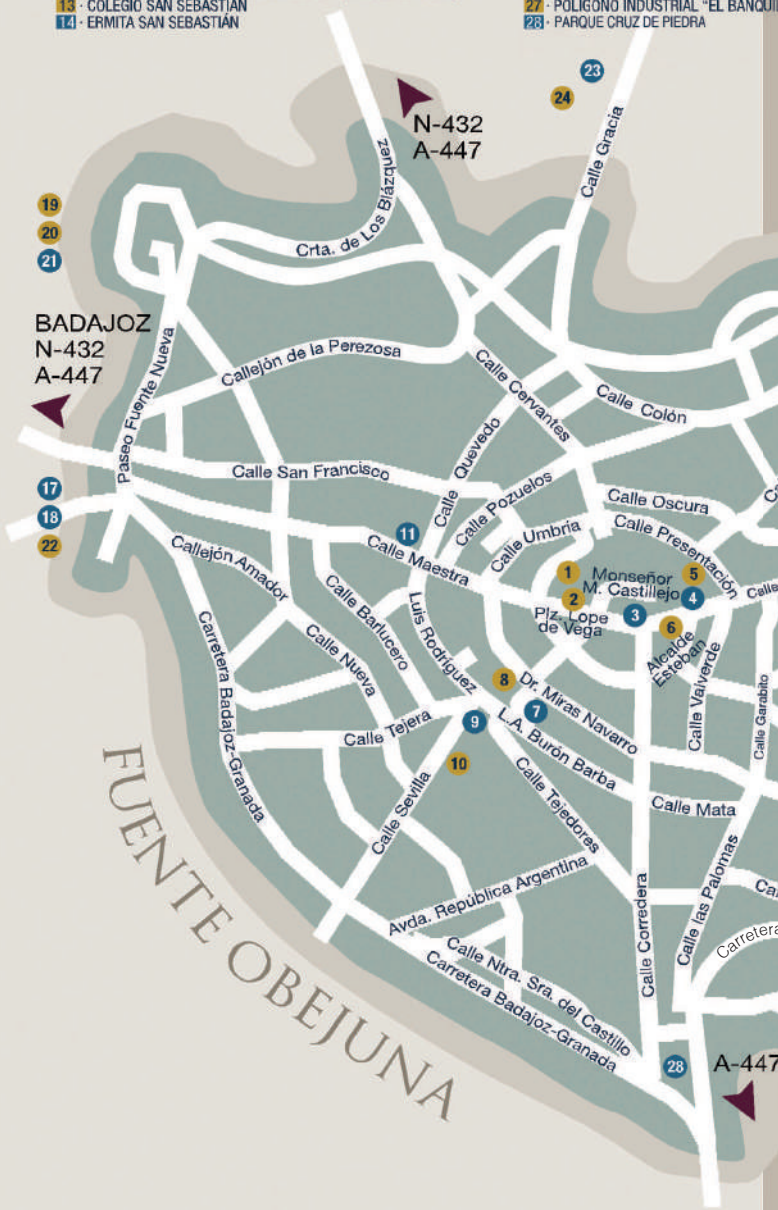 13 · COLEGIO SAN SEBASTIÁN
14 · ERMITA SAN SEBASTIÁN
27 · POLÍGONO INDUSTRIAL "EL BANQUI
28 · PARQUE CRUZ DE PIEDRA
23
24
N-432
A-447
Calle Gracia
Crta. de Los Blázquez
19
20
21
BADAJOZ
N-432
A-447
Paseo Fuente Nueva
Callejón de la Perezosa
Calle Cervantes
Calle Colón
Calle Quevedo
Calle San Francisco
Calle Pozuelos
Calle Oscura
17
18
22
11
Calle Umbria
Calle Presentación
Callejón Amador
Calle Maestra
1
Monseñor
M. Castillejo
5
2
4
Plz. Lope
de Vega
3
6
Calle
Calle Barlucero
Luis Rodríguez
Alcalde
Esteban
Calle Valverde
Calle Garabito
Carretera Badajoz-Granada
Calle Nueva
8
Dr. Miras Navarro
7
9
L.A. Burón Barba
Calle Tejera
10
Calle Sevilla
Calle Tejedores
Calle Mata
Calle las Palomas
Avda. República Argentina
Calle Corredera
Carretera
Calle Ntra. Sra. del Castillo
Carretera Badajoz-Granada
FUENTE OBEJUNA
28
A-447